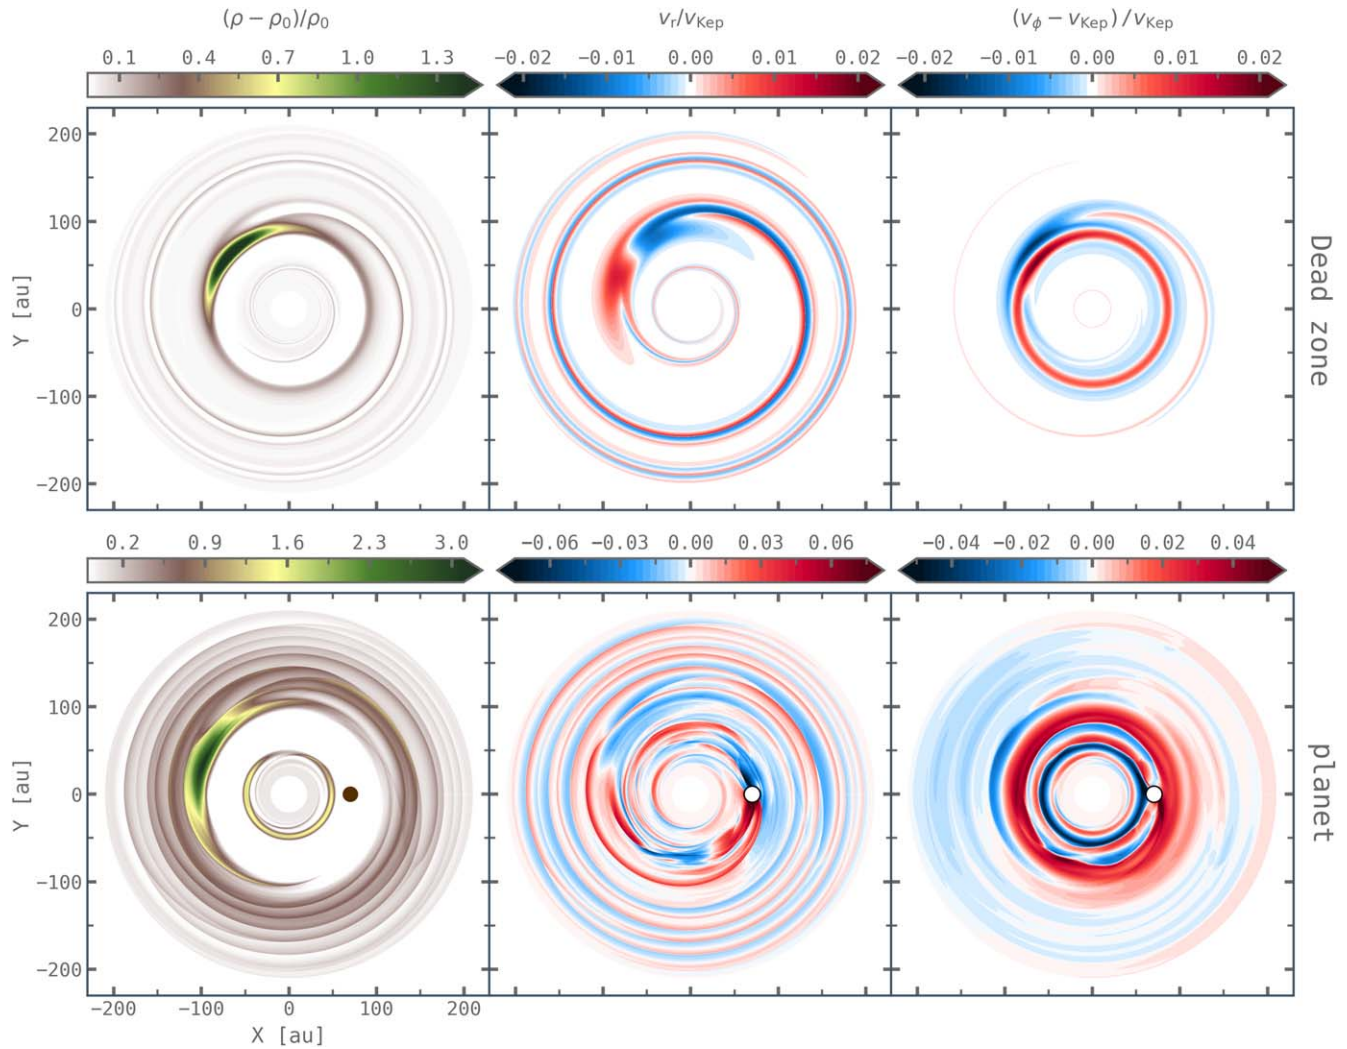 (ρ − ρ₀)/ρ₀ vᵣ/v_Kep (v_ϕ − v_Kep)/v_Kep
0.1 0.4 0.7 1.0 1.3 −0.02 −0.01 0.00 0.01 0.02 −0.02 −0.01 0.00 0.01 0.02
200
100
0
−100
−200
Y [au]
Dead zone
0.2 0.9 1.6 2.3 3.0 −0.06 −0.03 0.00 0.03 0.06 −0.04 −0.02 0.00 0.02 0.04
200
100
0
−100
−200
Y [au]
planet
−200 −100 0 100 200
X [au]